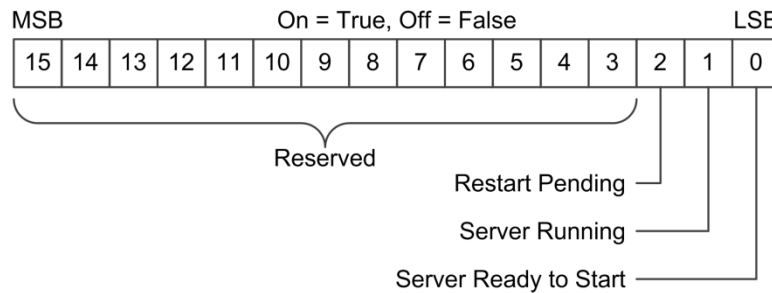 MSB On = True, Off = False LSB
15 14 13 12 11 10 9 8 7 6 5 4 3 2 1 0
Reserved
Restart Pending
Server Running
Server Ready to Start